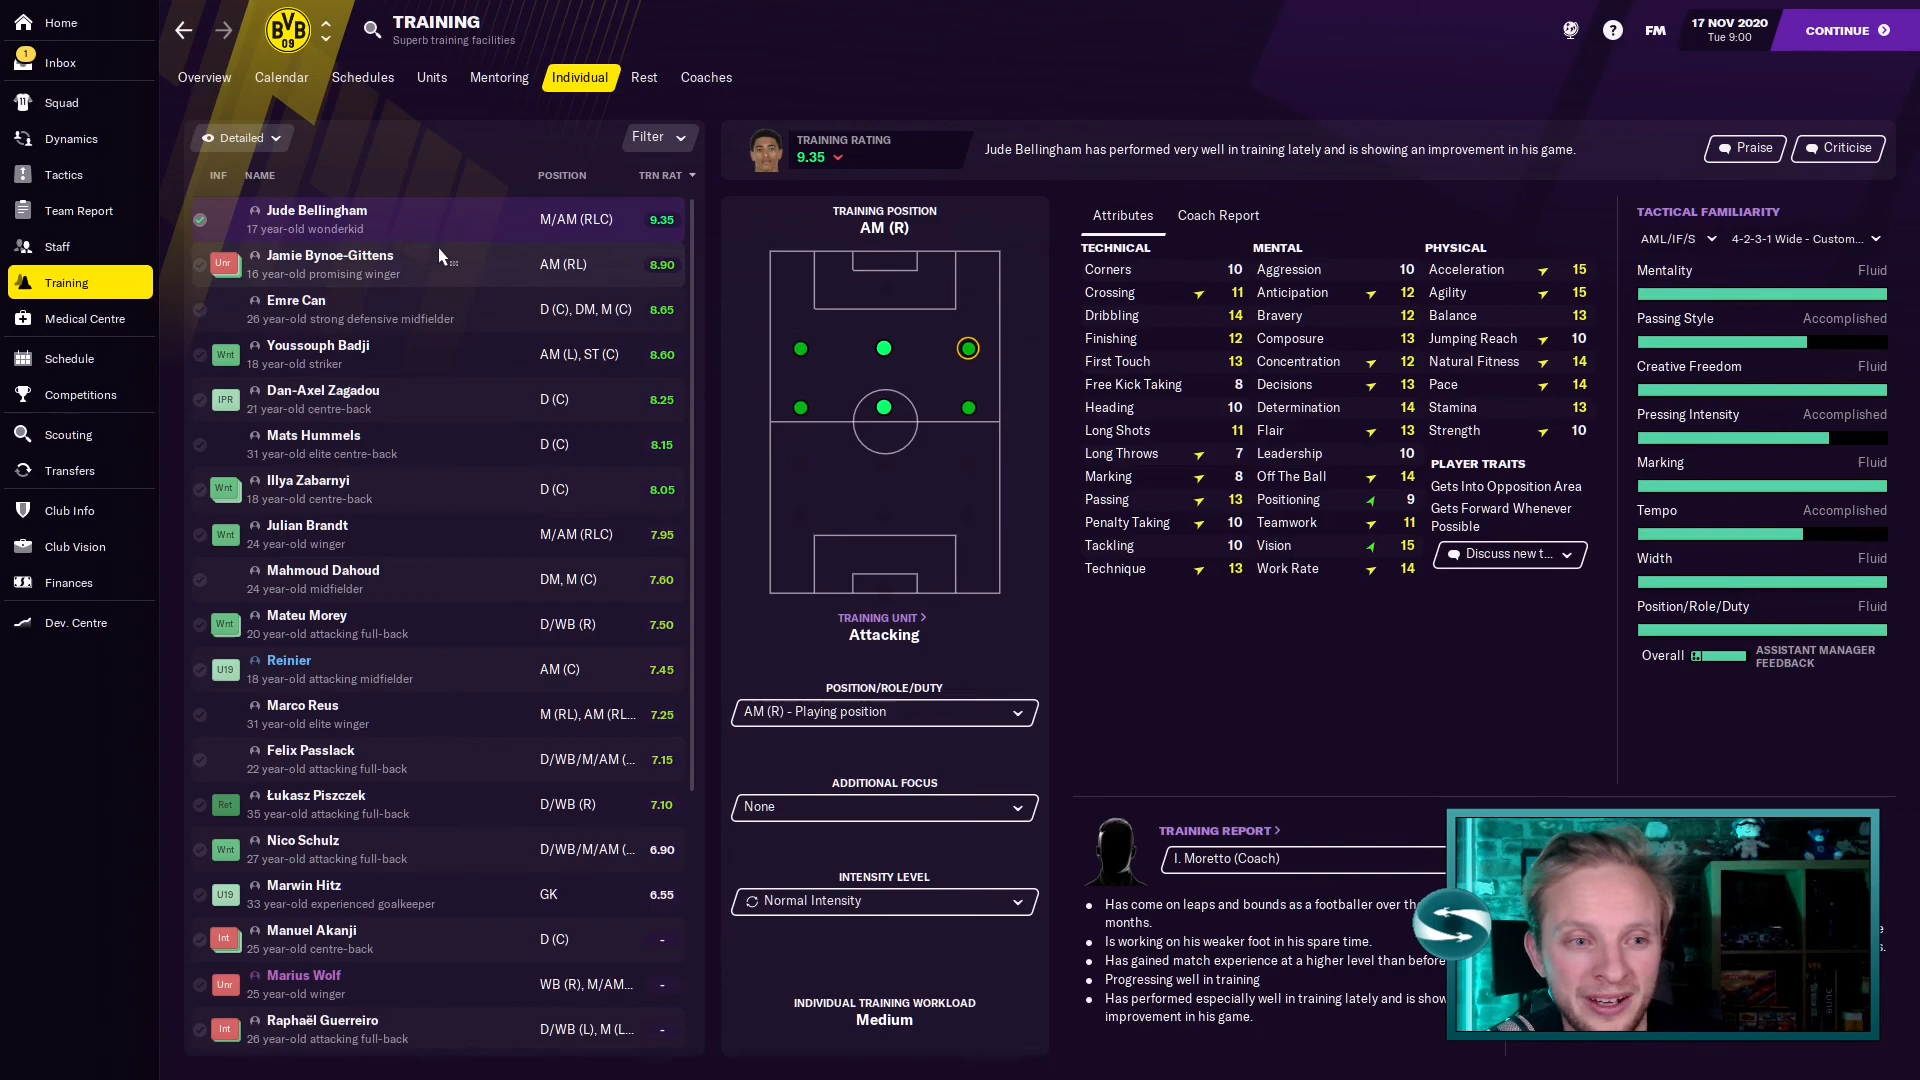 Home
1
Inbox
11
Squad
Dynamics
Tactics
Team Report
Staff
Training
Medical Centre
Schedule
Competitions
Scouting
Transfers
Club Info
Club Vision
Finances
Dev. Centre
BVB
09
TRAINING
Superb training facilities
?
FM
17 NOV 2020
Tue 9:00
CONTINUE
Overview
Calendar
Schedules
Units
Mentoring
Individual
Rest
Coaches
Detailed
Filter
INF NAME POSITION TRN RAT
Jude Bellingham
17 year-old wonderkid
M/AM (RLC) 9.35
Unr
Jamie Bynoe-Gittens
16 year-old promising winger
AM (RL) 8.90
Emre Can
26 year-old strong defensive midfielder
D (C), DM, M (C) 8.65
Wnt
Youssouph Badji
18 year-old striker
AM (L), ST (C) 8.60
IPR
Dan-Axel Zagadou
21 year-old centre-back
D (C) 8.25
Mats Hummels
31 year-old elite centre-back
D (C) 8.15
Wnt
Illya Zabarnyi
18 year-old centre-back
D (C) 8.05
Wnt
Julian Brandt
24 year-old winger
M/AM (RLC) 7.95
Mahmoud Dahoud
24 year-old midfielder
DM, M (C) 7.60
Wnt
Mateu Morey
20 year-old attacking full-back
D/WB (R) 7.50
U19
Reinier
18 year-old attacking midfielder
AM (C) 7.45
Marco Reus
31 year-old elite winger
M (RL), AM (RL... 7.25
Felix Passlack
22 year-old attacking full-back
D/WB/M/AM (... 7.15
Ret
Łukasz Piszczek
35 year-old attacking full-back
D/WB (R) 7.10
Wnt
Nico Schulz
27 year-old attacking full-back
D/WB/M/AM (... 6.90
U19
Marwin Hitz
33 year-old experienced goalkeeper
GK 6.55
Int
Manuel Akanji
25 year-old centre-back
D (C) -
Unr
Marius Wolf
25 year-old winger
WB (R), M/AM... -
Int
Raphaël Guerreiro
26 year-old attacking full-back
D/WB (L), M (L... -
TRAINING RATING
9.35
Jude Bellingham has performed very well in training lately and is showing an improvement in his game.
Praise
Criticise
TRAINING POSITION
AM (R)
TRAINING UNIT >
Attacking
POSITION/ROLE/DUTY
AM (R) - Playing position
ADDITIONAL FOCUS
None
INTENSITY LEVEL
Normal Intensity
INDIVIDUAL TRAINING WORKLOAD
Medium
Attributes
Coach Report
TECHNICAL
Corners 10
Crossing 11
Dribbling 14
Finishing 12
First Touch 13
Free Kick Taking 8
Heading 10
Long Shots 11
Long Throws 7
Marking 8
Passing 13
Penalty Taking 10
Tackling 10
Technique 13
MENTAL
Aggression 10
Anticipation 12
Bravery 12
Composure 13
Concentration 12
Decisions 13
Determination 14
Flair 13
Leadership 10
Off The Ball 14
Positioning 9
Teamwork 11
Vision 15
Work Rate 14
PHYSICAL
Acceleration 15
Agility 15
Balance 13
Jumping Reach 10
Natural Fitness 14
Pace 14
Stamina 13
Strength 10
PLAYER TRAITS
Gets Into Opposition Area
Gets Forward Whenever
Possible
Discuss new t...
TACTICAL FAMILIARITY
AML/IF/S
4-2-3-1 Wide - Custom...
Mentality Fluid
Passing Style Accomplished
Creative Freedom Fluid
Pressing Intensity Accomplished
Marking Fluid
Tempo Accomplished
Width Fluid
Position/Role/Duty Fluid
Overall
ASSISTANT MANAGER
FEEDBACK
TRAINING REPORT >
I. Moretto (Coach)
Has come on leaps and bounds as a footballer over th
months.
Is working on his weaker foot in his spare time.
Has gained match experience at a higher level than before
Progressing well in training
Has performed especially well in training lately and is show
improvement in his game.